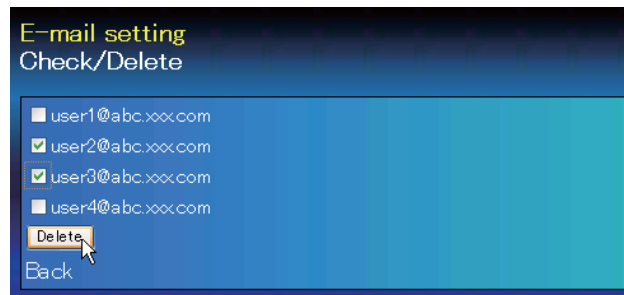 E-mail setting
Check/Delete
user1@abc.xxx.com
user2@abc.xxx.com
user3@abc.xxx.com
user4@abc.xxx.com
Delete
Back